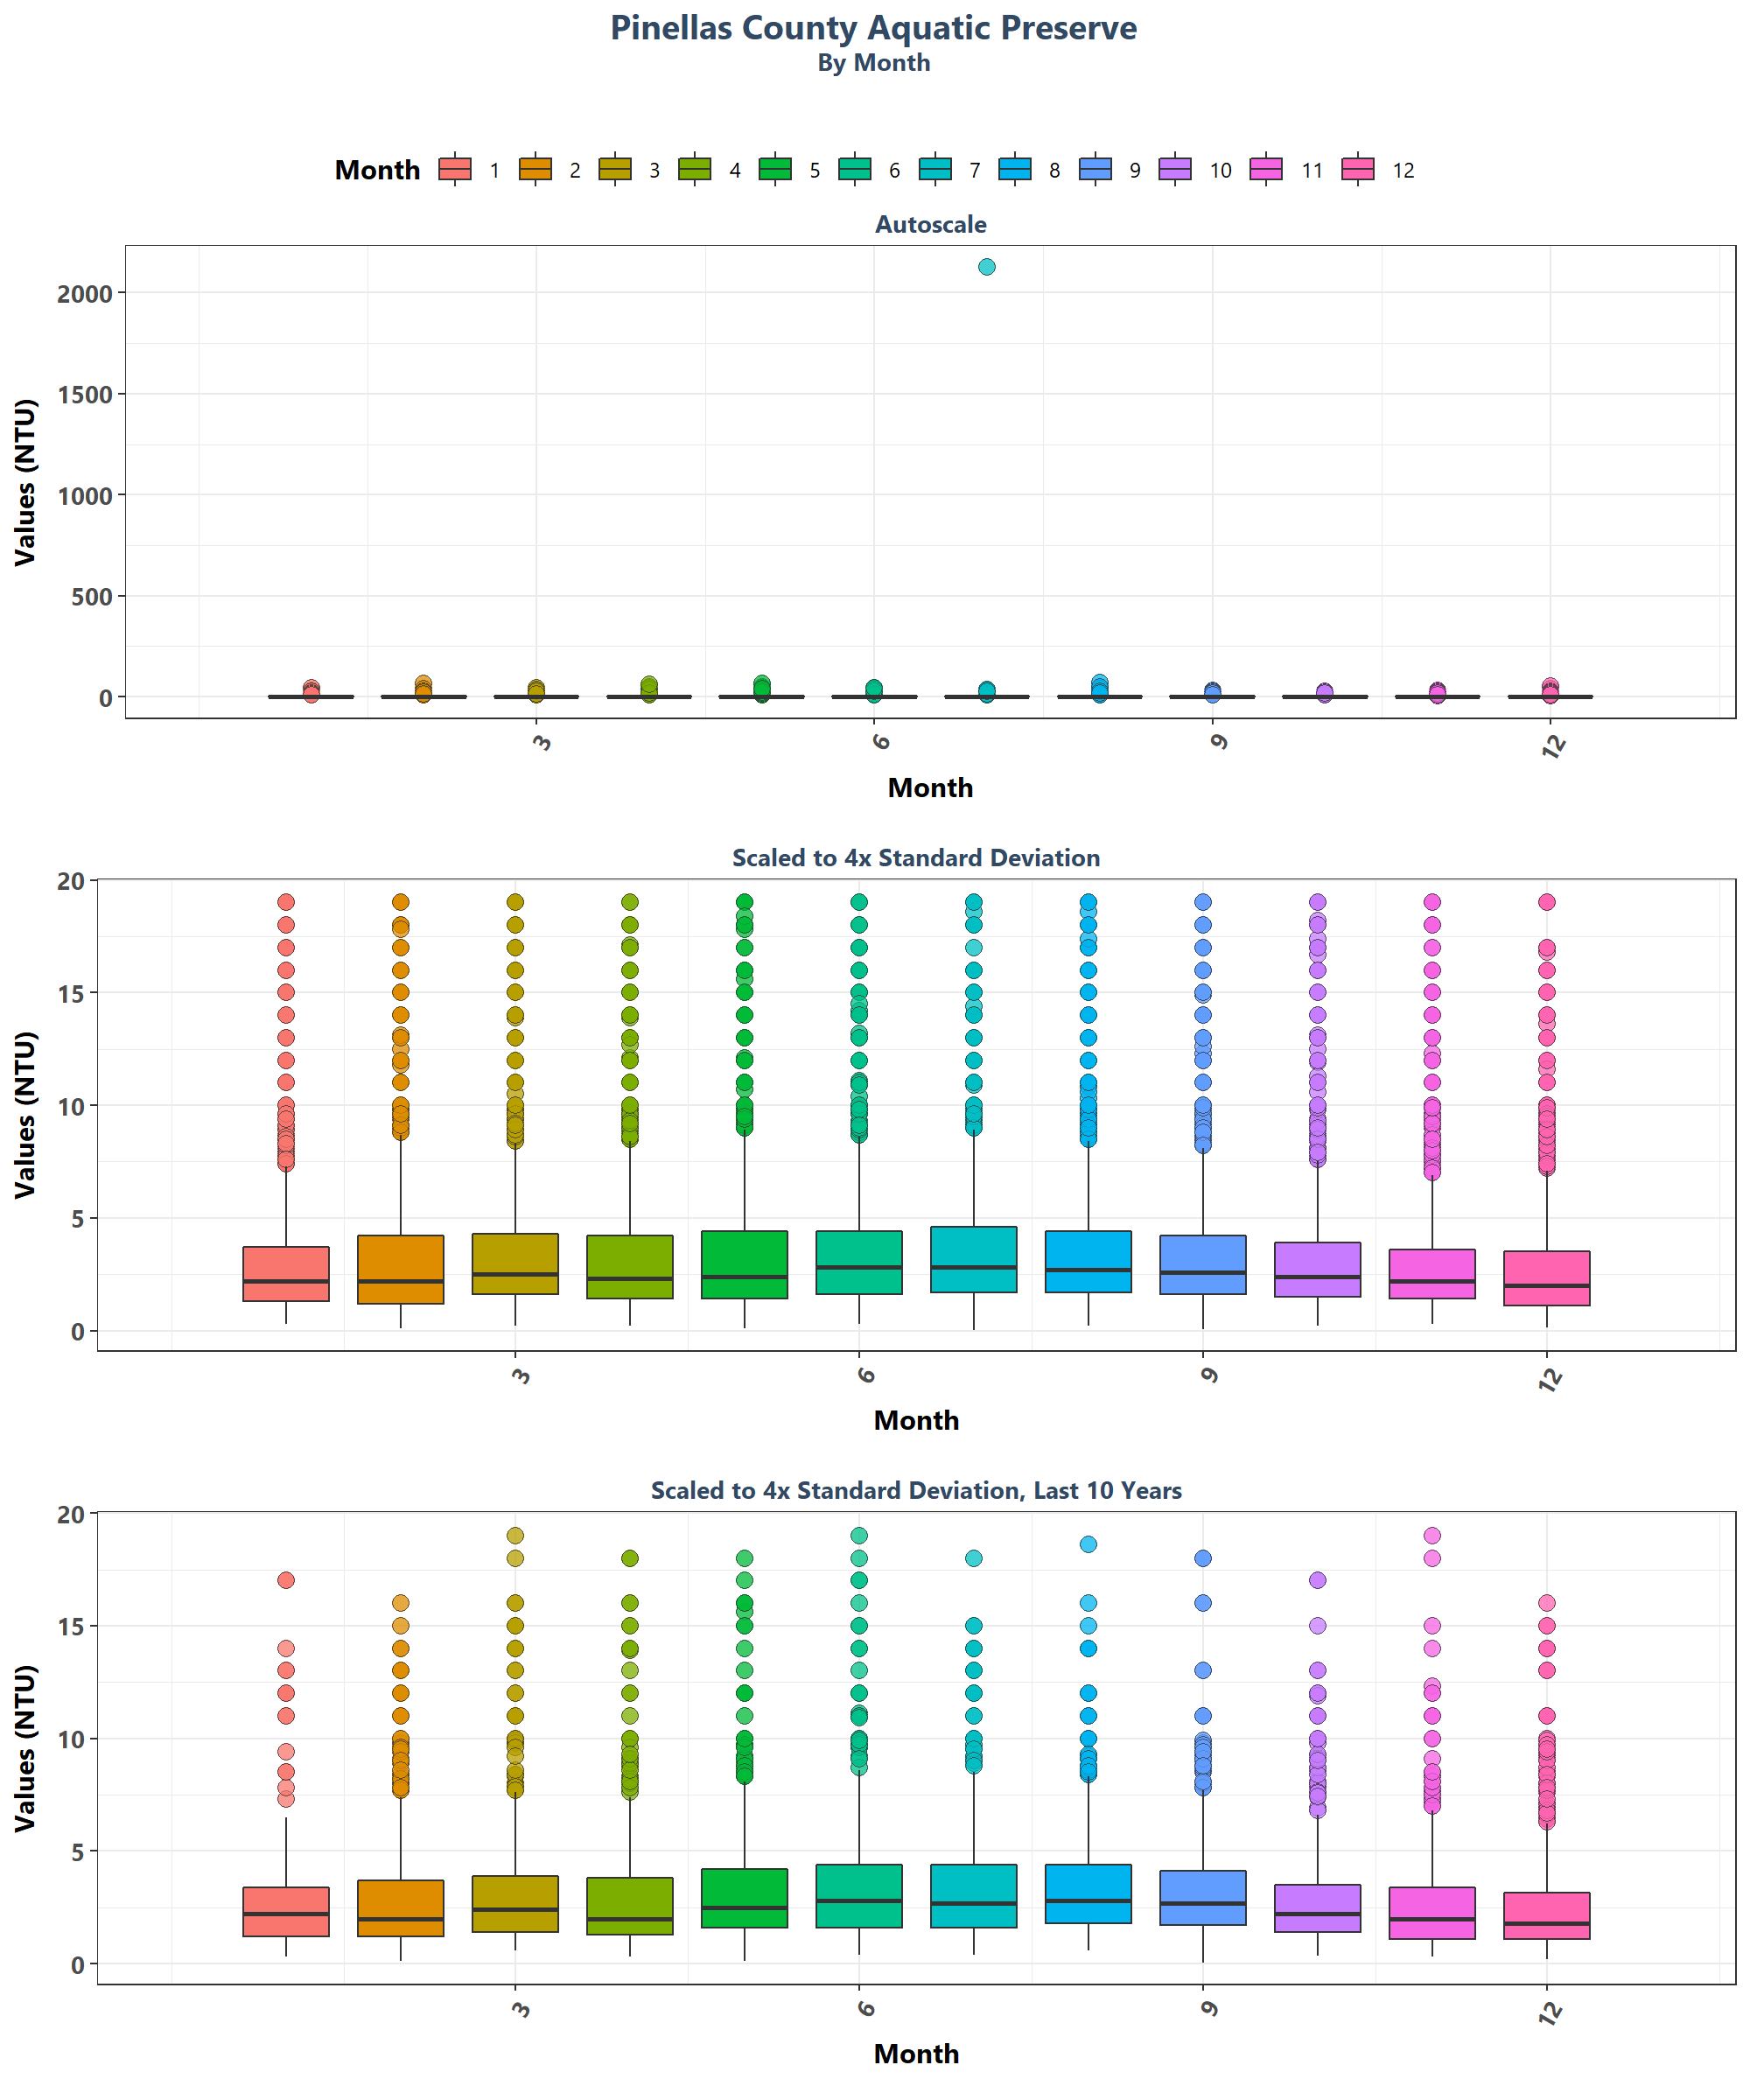 Pinellas County Aquatic Preserve
By Month
Month 1 2 3 4 5 6 7 8 9 10 11 12
Autoscale
Values (NTU)
2000
1500
1000
500
0
3 6 9 12
Month
Scaled to 4x Standard Deviation
Values (NTU)
20
15
10
5
0
3 6 9 12
Month
Scaled to 4x Standard Deviation, Last 10 Years
Values (NTU)
20
15
10
5
0
3 6 9 12
Month